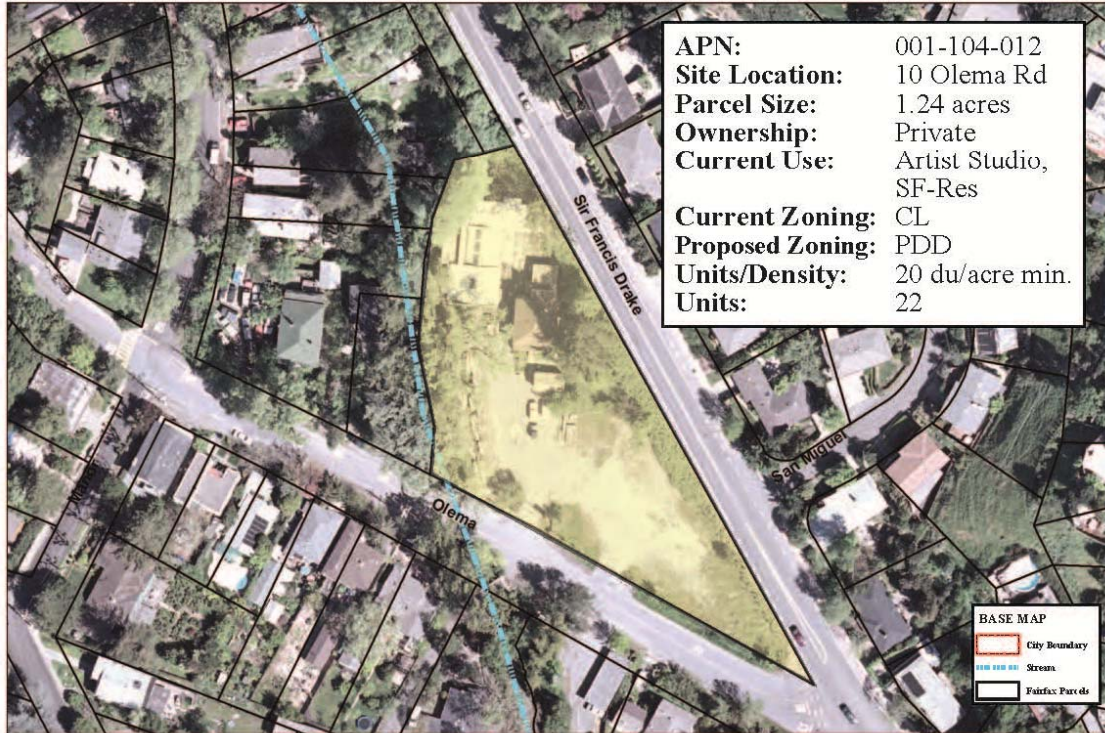 APN: 001-104-012
Site Location: 10 Olema Rd
Parcel Size: 1.24 acres
Ownership: Private
Current Use: Artist Studio,
SF-Res
Current Zoning: CL
Proposed Zoning: PDD
Units/Density: 20 du/acre min.
Units: 22
Sir Francis Drake
San Miguel
Olema
BASE MAP
City Boundary
Stream
Fairfax Parcels